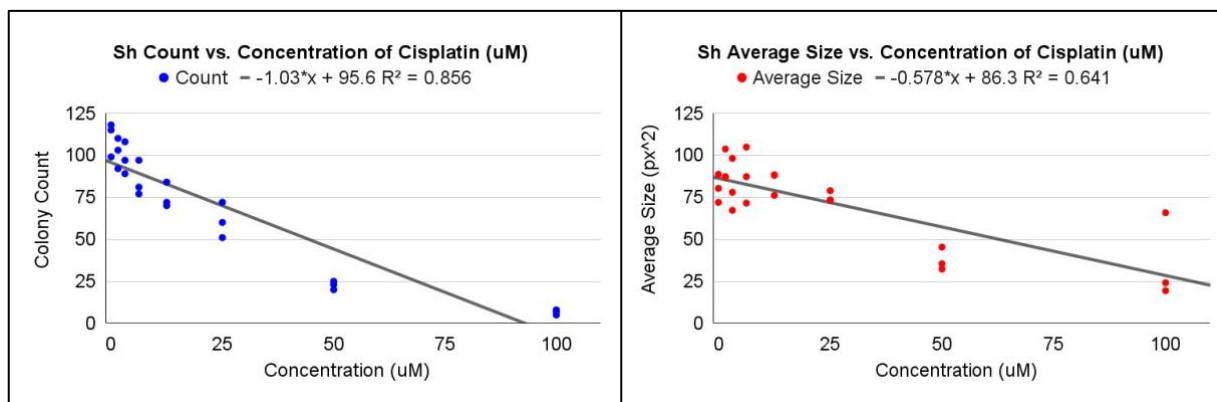 Sh Count vs. Concentration of Cisplatin (uM)
Count -1.03*x + 95.6 R² = 0.856
125
100
75
50
25
0
Colony Count
0 25 50 75 100
Concentration (uM)
Sh Average Size vs. Concentration of Cisplatin (uM)
Average Size -0.578*x + 86.3 R² = 0.641
125
100
75
50
25
0
Average Size (px^2)
0 25 50 75 100
Concentration (uM)